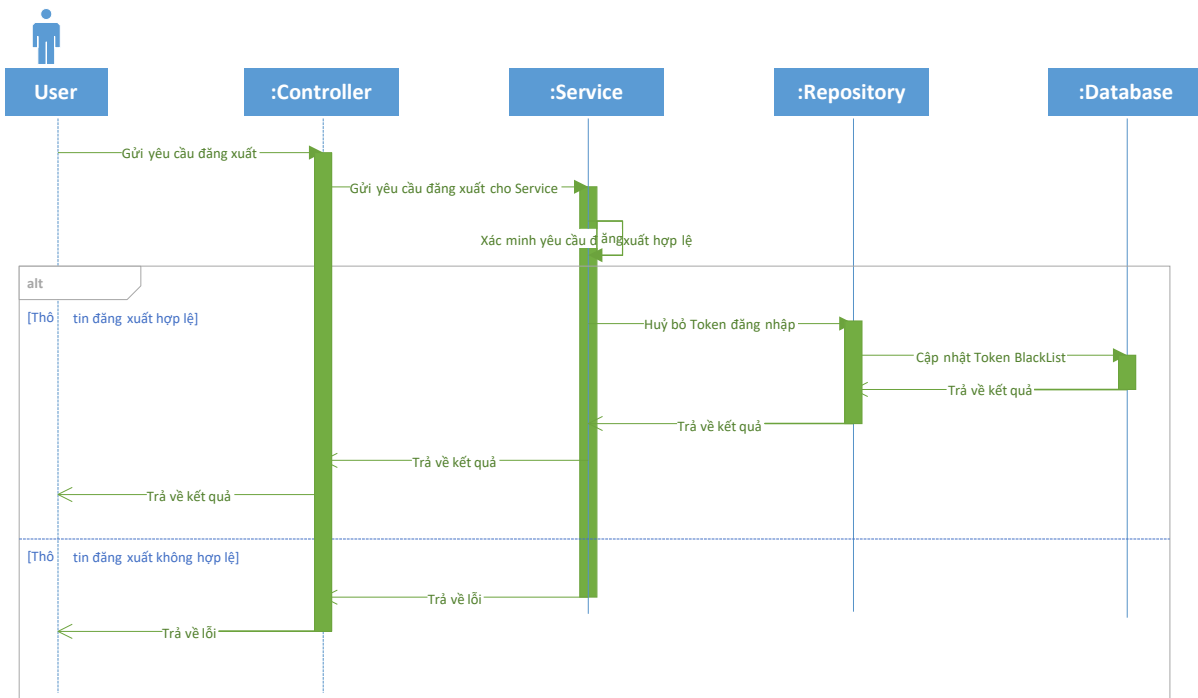 User
:Controller
:Service
:Repository
:Database
Gửi yêu cầu đăng xuất
Gửi yêu cầu đăng xuất cho Service
Xác minh yêu cầu đăng xuất hợp lệ
alt
[Thô tin đăng xuất hợp lệ]
Huỷ bỏ Token đăng nhập
Cập nhật Token BlackList
Trả về kết quả
Trả về kết quả
Trả về kết quả
Trả về kết quả
[Thô tin đăng xuất không hợp lệ]
Trả về lỗi
Trả về lỗi